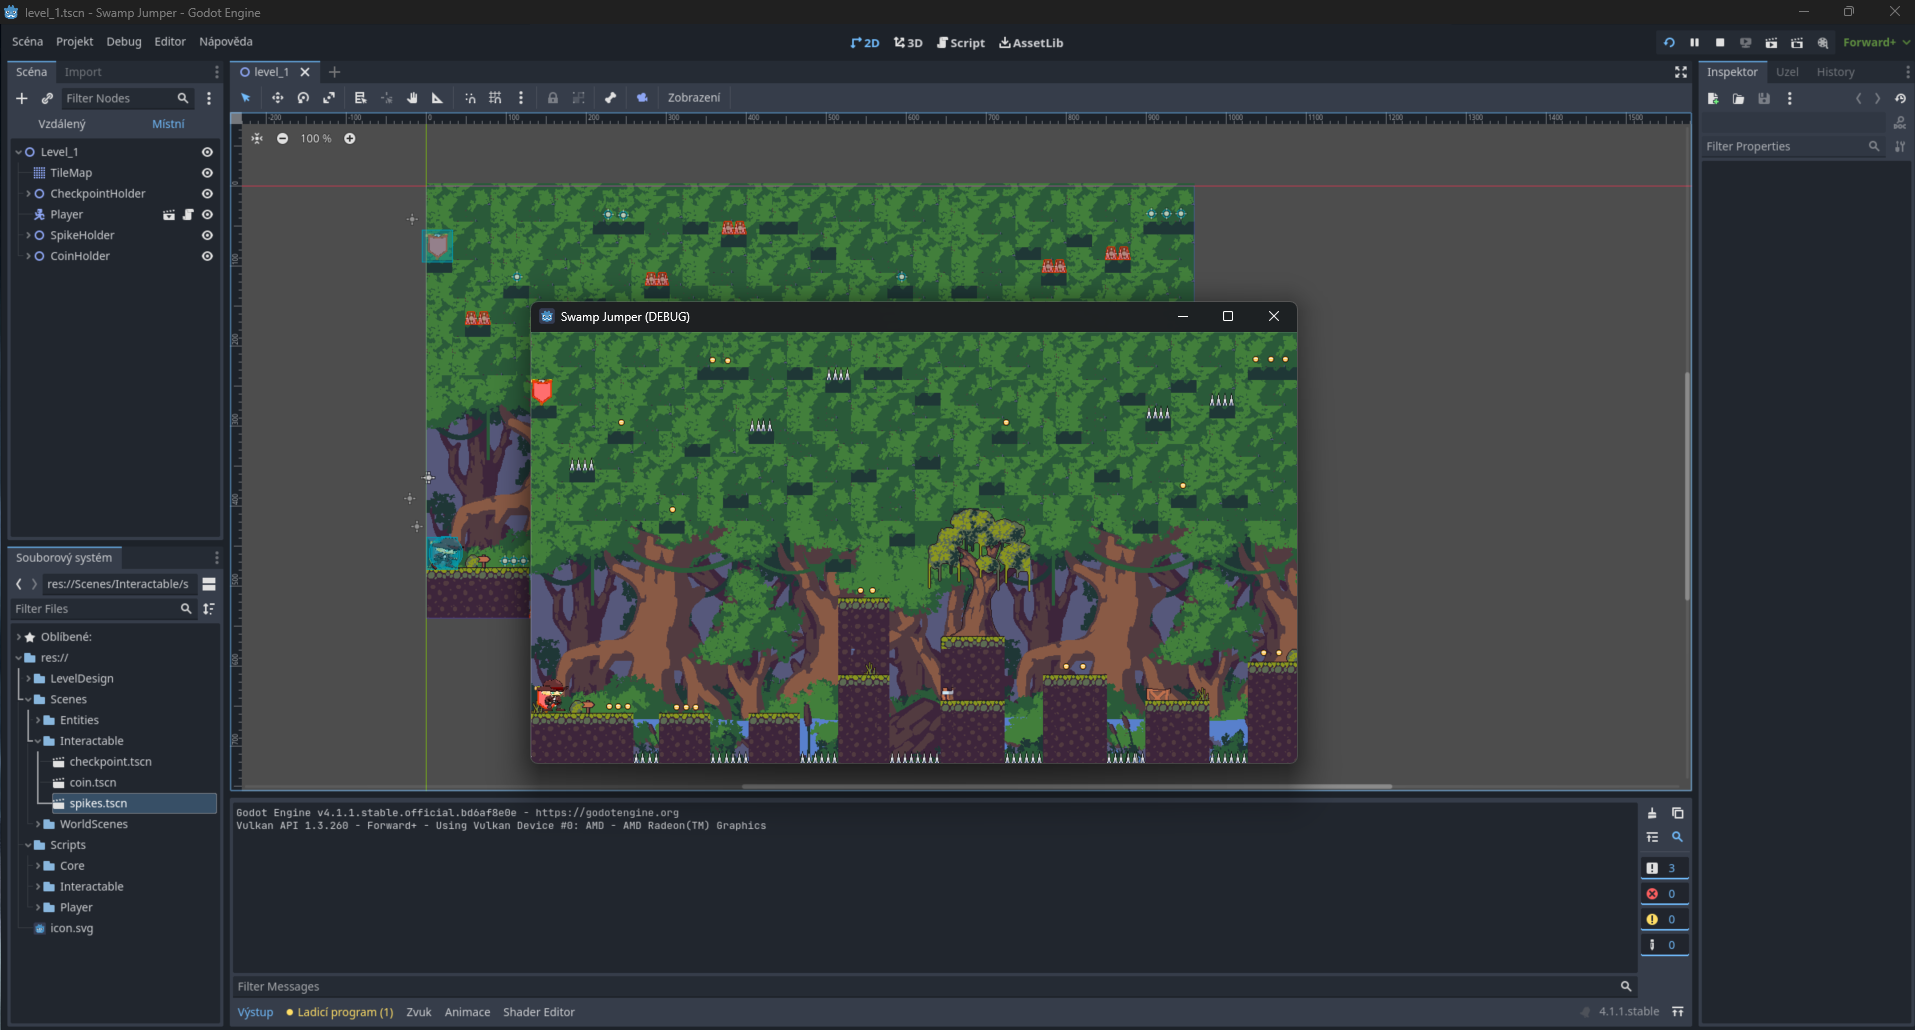 level_1.tscn - Swamp Jumper - Godot Engine
Scéna Projekt Debug Editor Nápověda
2D 3D Script AssetLib
Forward+
Scéna Import
level_1
Inspektor Uzel History
Filter Nodes
Zobrazení
Vzdálený Místní
100 %
Filter Properties
Level_1
TileMap
CheckpointHolder
Player
SpikeHolder
CoinHolder
Swamp Jumper (DEBUG)
Souborový systém
res://Scenes/Interactable/s
Filter Files
Oblíbené:
res://
LevelDesign
Scenes
Entities
Interactable
checkpoint.tscn
coin.tscn
spikes.tscn
WorldScenes
Scripts
Core
Interactable
Player
icon.svg
Godot Engine v4.1.1.stable.official.bd6af8e0e - https://godotengine.org
Vulkan API 1.3.260 - Forward+ - Using Vulkan Device #0: AMD - AMD Radeon(TM) Graphics
3
0
0
0
Filter Messages
Výstup Ladicí program (1) Zvuk Animace Shader Editor
4.1.1.stable